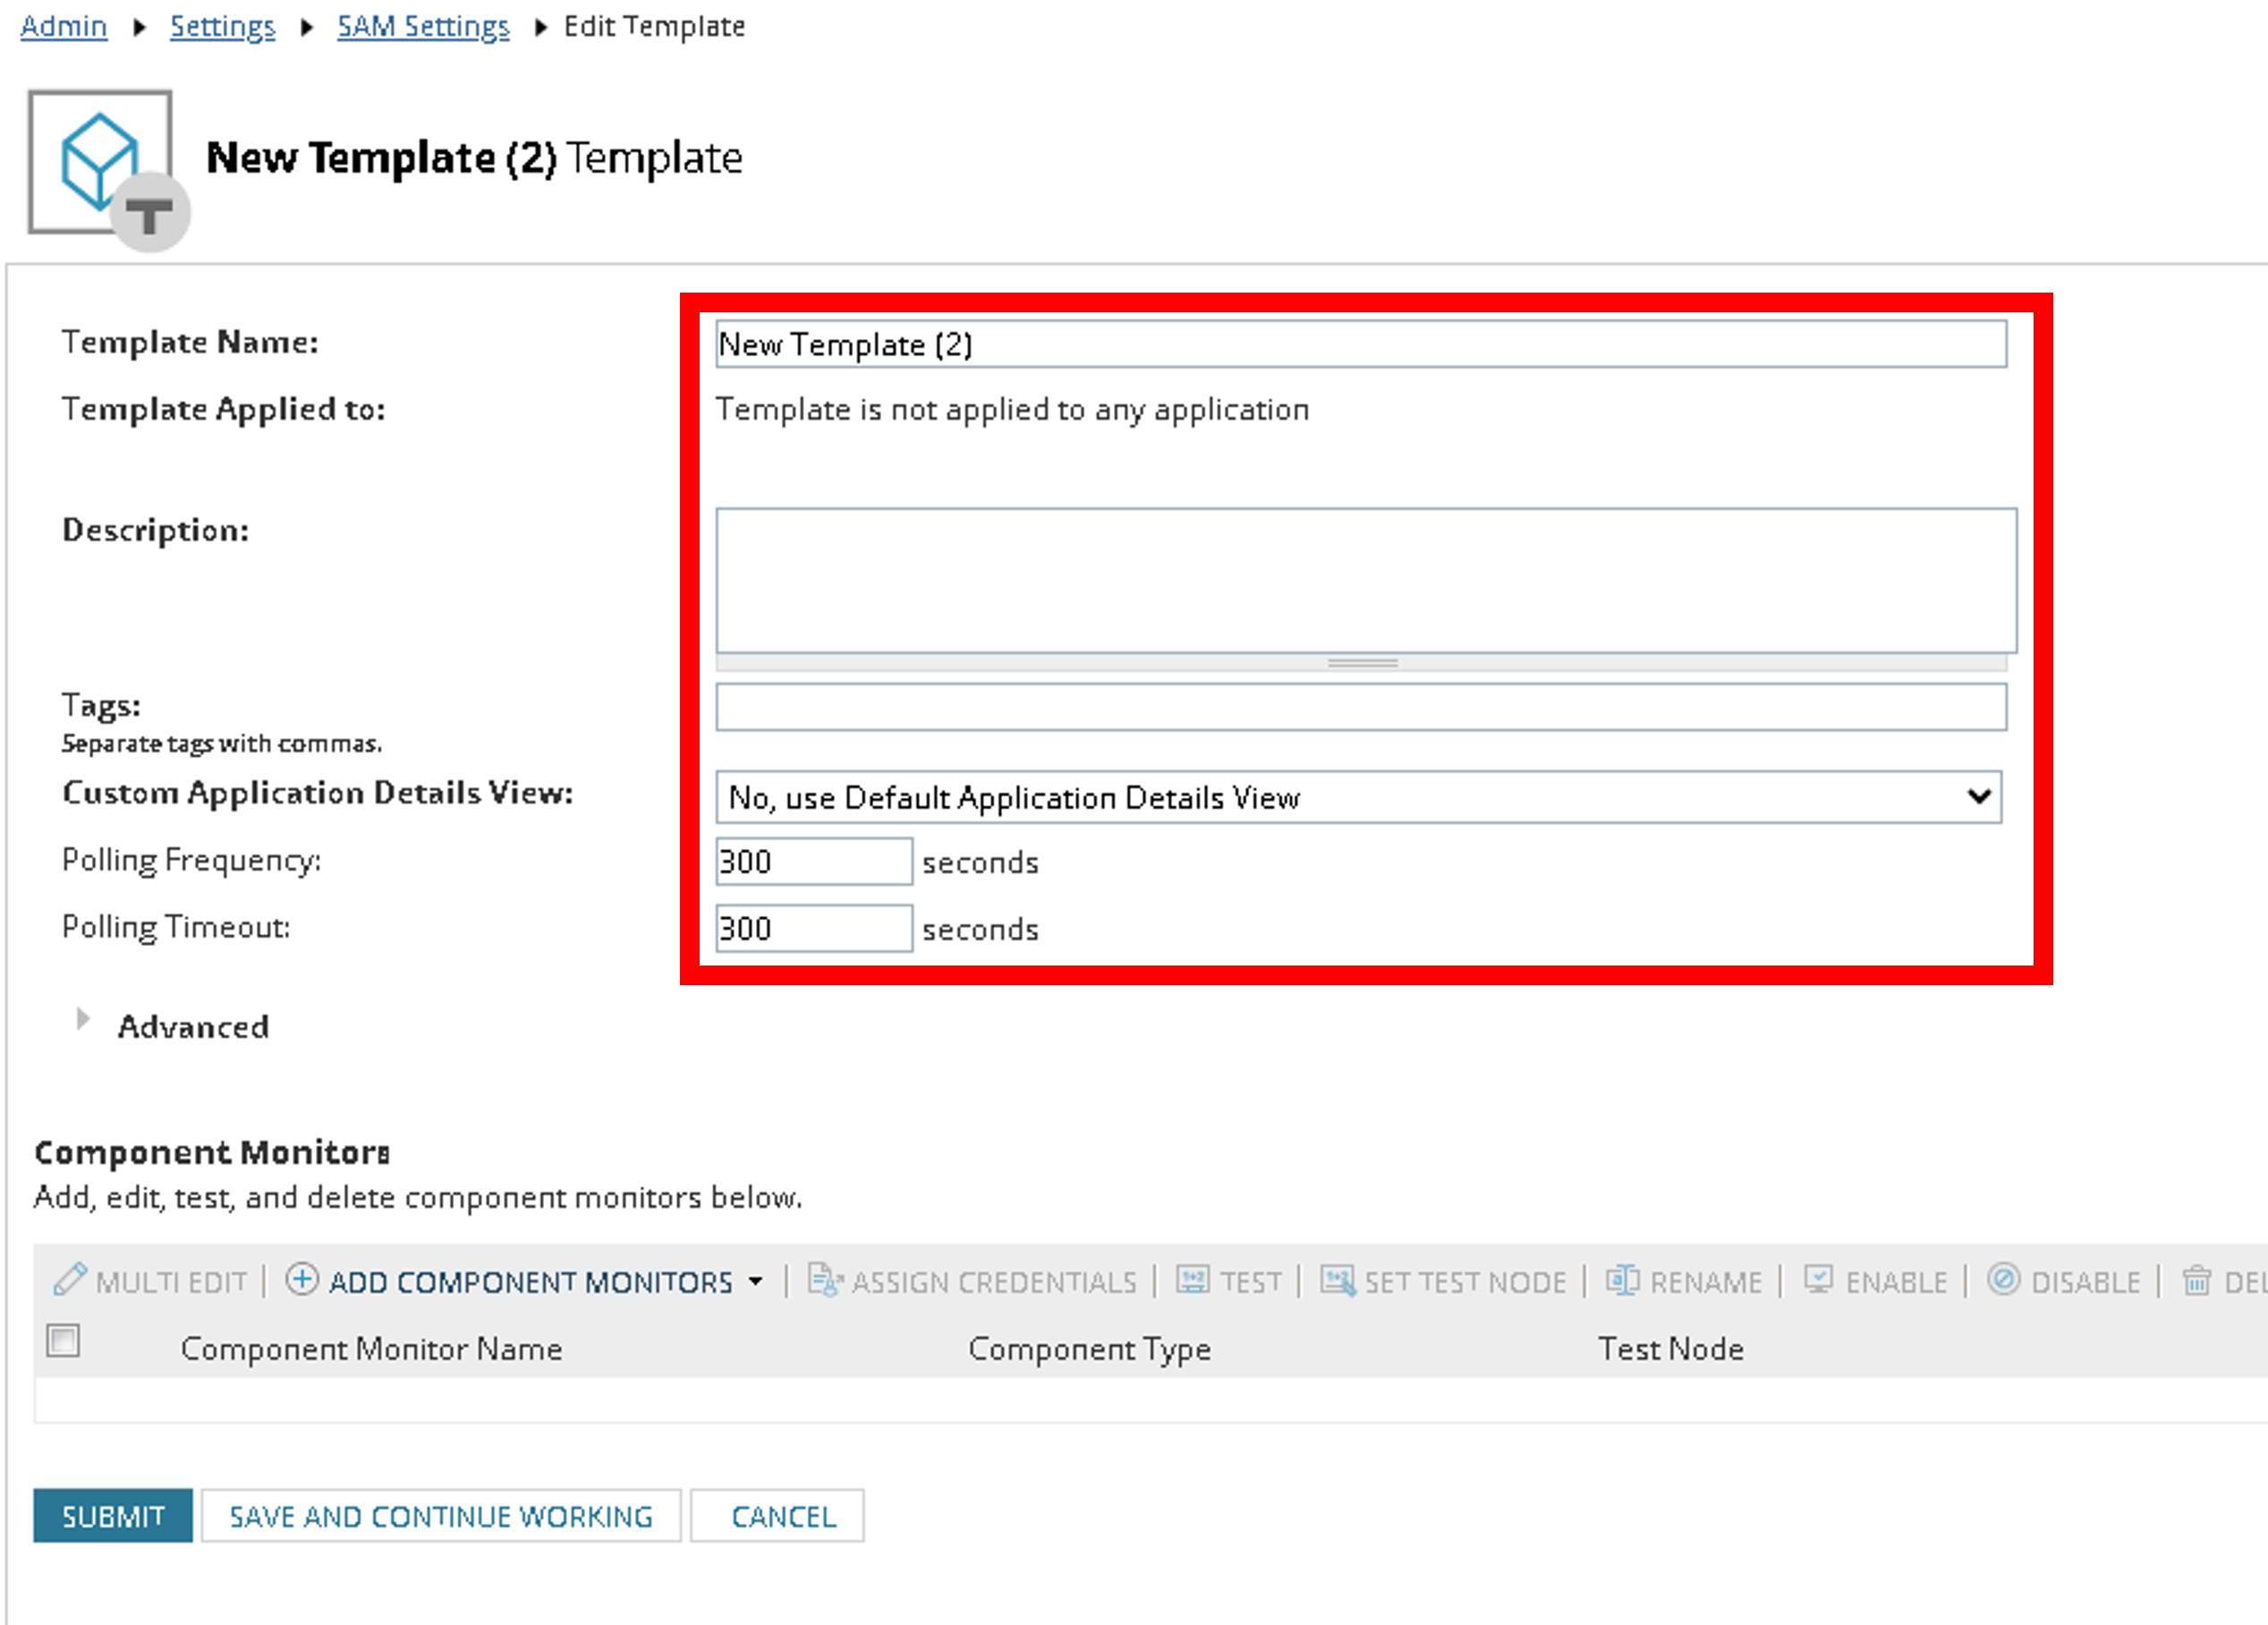 Admin ▶ Settings ▶ SAM Settings ▶ Edit Template
New Template (2) Template
Template Name: New Template (2)
Template Applied to: Template is not applied to any application
Description:
Tags:
Separate tags with commas.
Custom Application Details View: No, use Default Application Details View
Polling Frequency: 300 seconds
Polling Timeout: 300 seconds
Advanced
Component Monitors
Add, edit, test, and delete component monitors below.
MULTI EDIT | ADD COMPONENT MONITORS | ASSIGN CREDENTIALS | TEST | SET TEST NODE | RENAME | ENABLE | DISABLE | DEL
Component Monitor Name Component Type Test Node
SUBMIT SAVE AND CONTINUE WORKING CANCEL